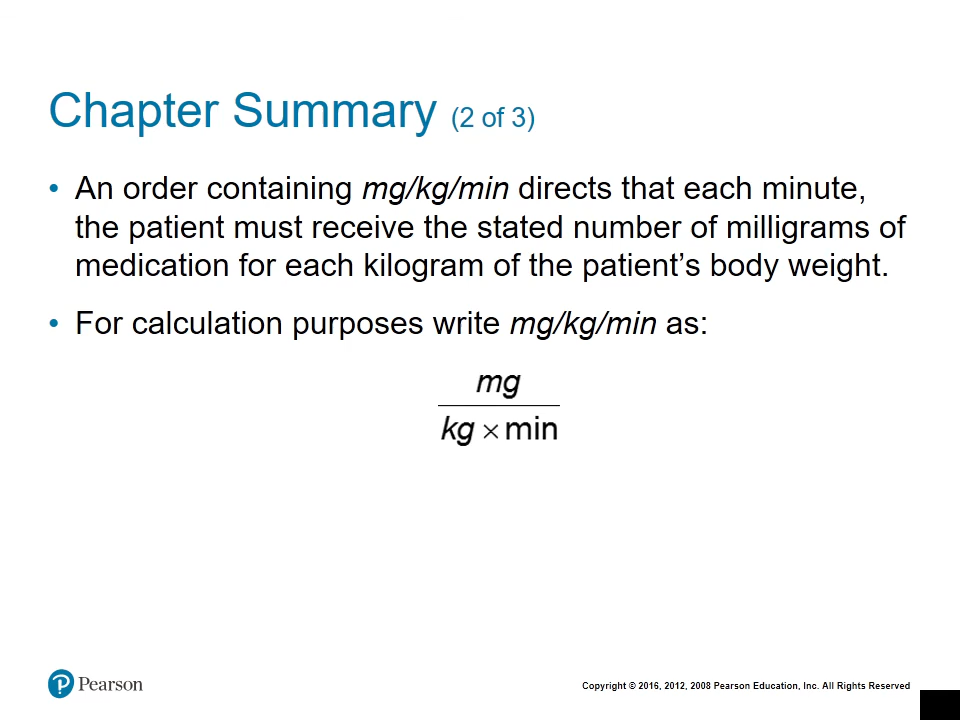 Chapter Summary (2 of 3)
• An order containing mg/kg/min directs that each minute,
the patient must receive the stated number of milligrams of
medication for each kilogram of the patient’s body weight.
• For calculation purposes write mg/kg/min as:
mg
kg × min
Pearson
Copyright © 2016, 2012, 2008 Pearson Education, Inc. All Rights Reserved